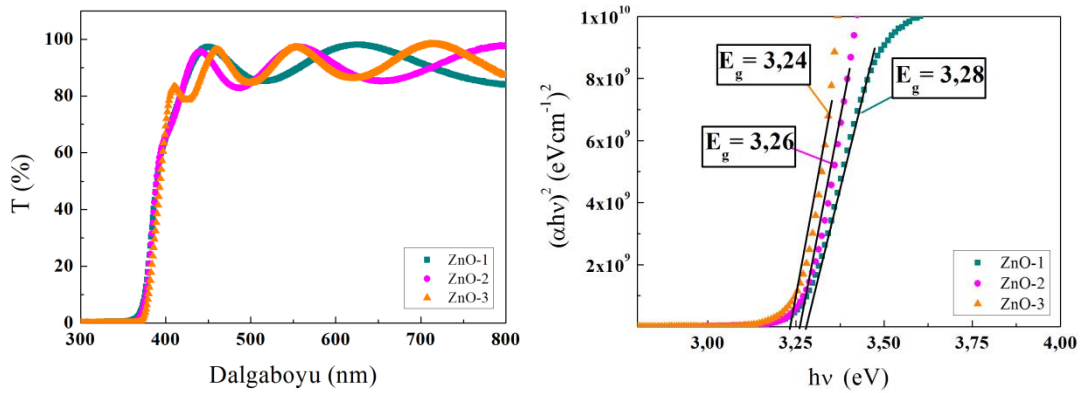 T (%)
100
80
60
40
20
0
300
400
500
600
700
800
Dalgaboyu (nm)
ZnO-1
ZnO-2
ZnO-3
(αhν)² (eVcm⁻¹)²
1x10¹⁰
8x10⁹
6x10⁹
4x10⁹
2x10⁹
3,00
3,25
3,50
3,75
4,00
hν (eV)
E_g = 3,24
E_g = 3,28
E_g = 3,26
ZnO-1
ZnO-2
ZnO-3